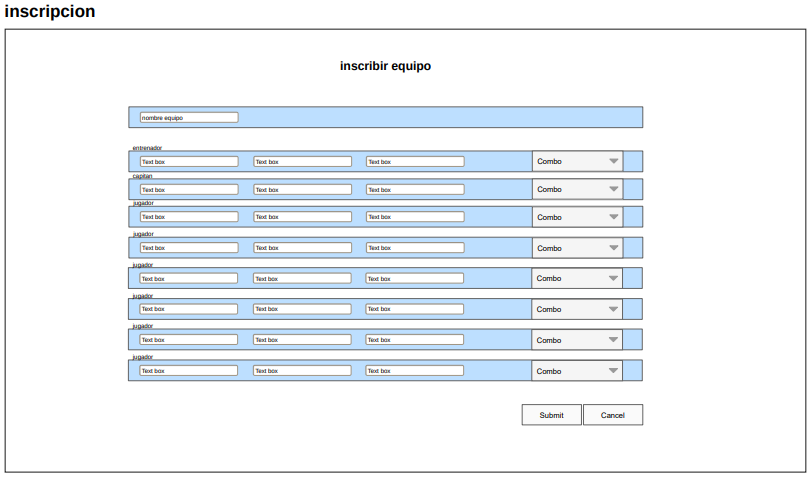 inscripcion
inscribir equipo
nombre equipo
entrenador
Text box Text box Text box Combo
capitan
Text box Text box Text box Combo
jugador
Text box Text box Text box Combo
jugador
Text box Text box Text box Combo
jugador
Text box Text box Text box Combo
jugador
Text box Text box Text box Combo
jugador
Text box Text box Text box Combo
jugador
Text box Text box Text box Combo
Submit Cancel